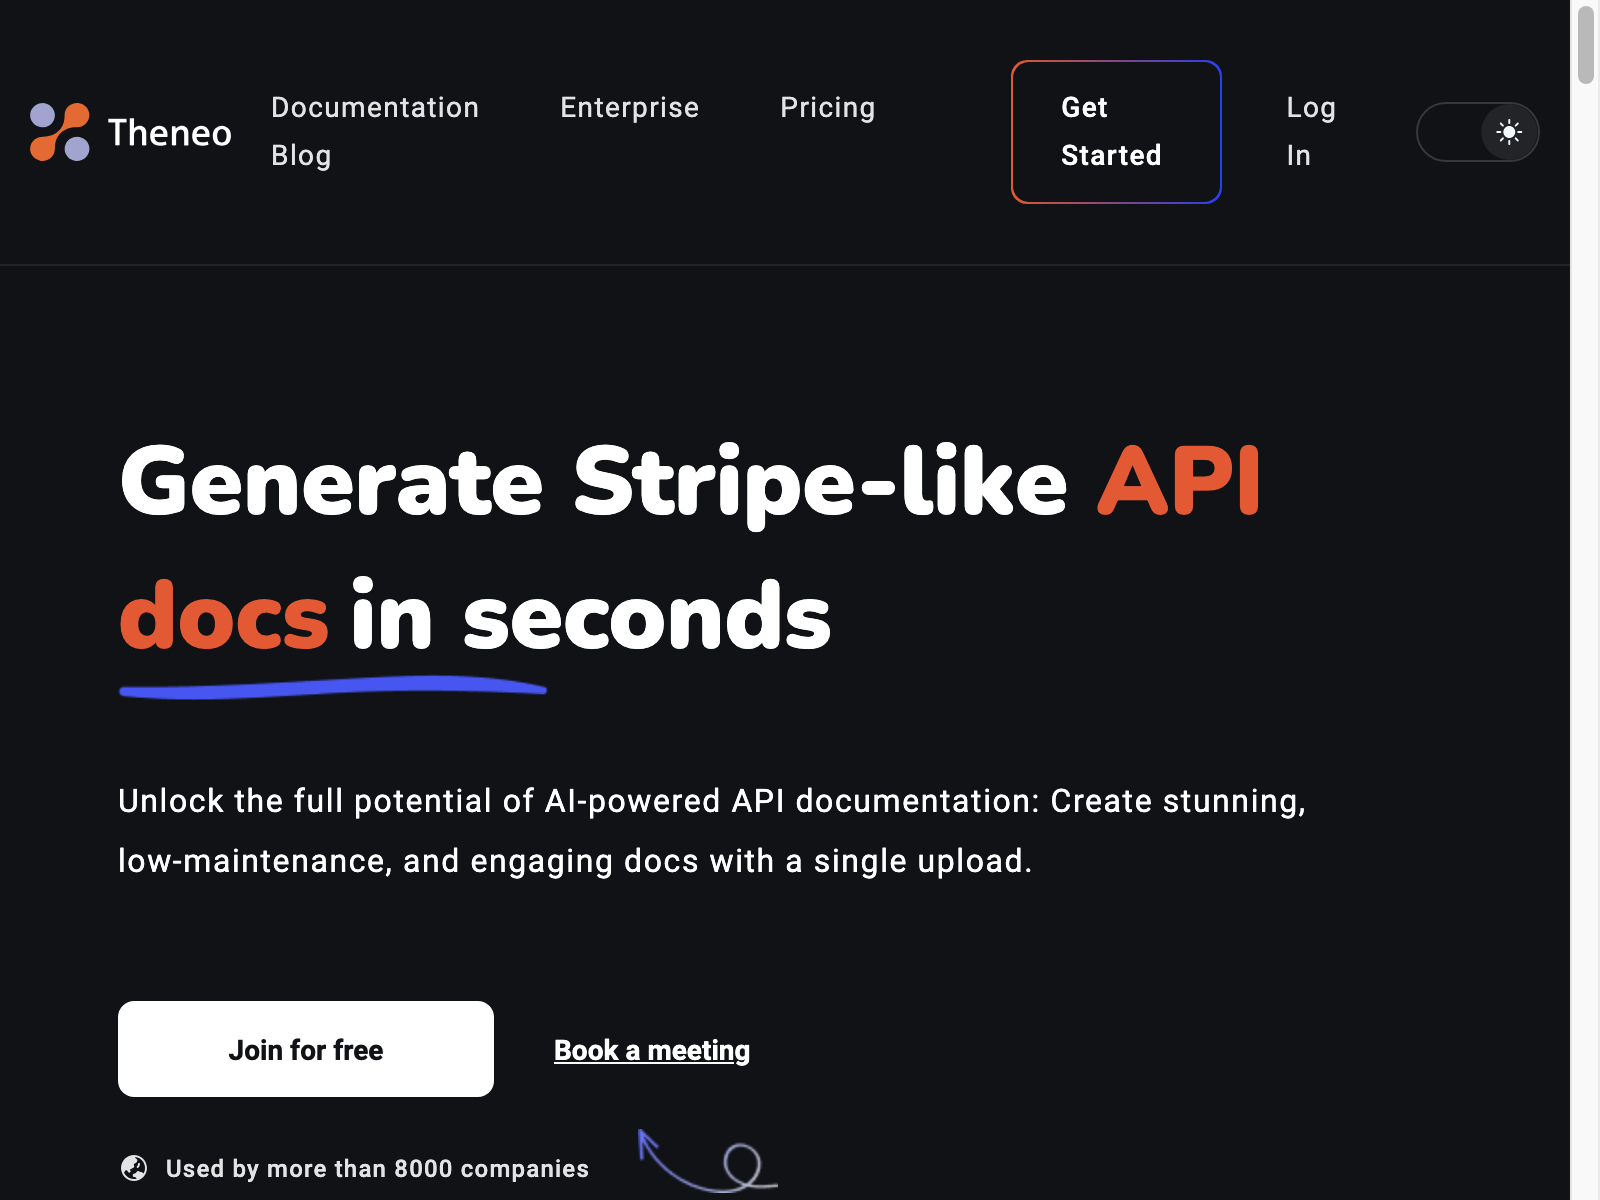 Theneo
Documentation
Enterprise
Pricing
Blog
Get
Started
Log
In
Generate Stripe-like API
docs in seconds
Unlock the full potential of AI-powered API documentation: Create stunning,
low-maintenance, and engaging docs with a single upload.
Join for free
Book a meeting
Used by more than 8000 companies